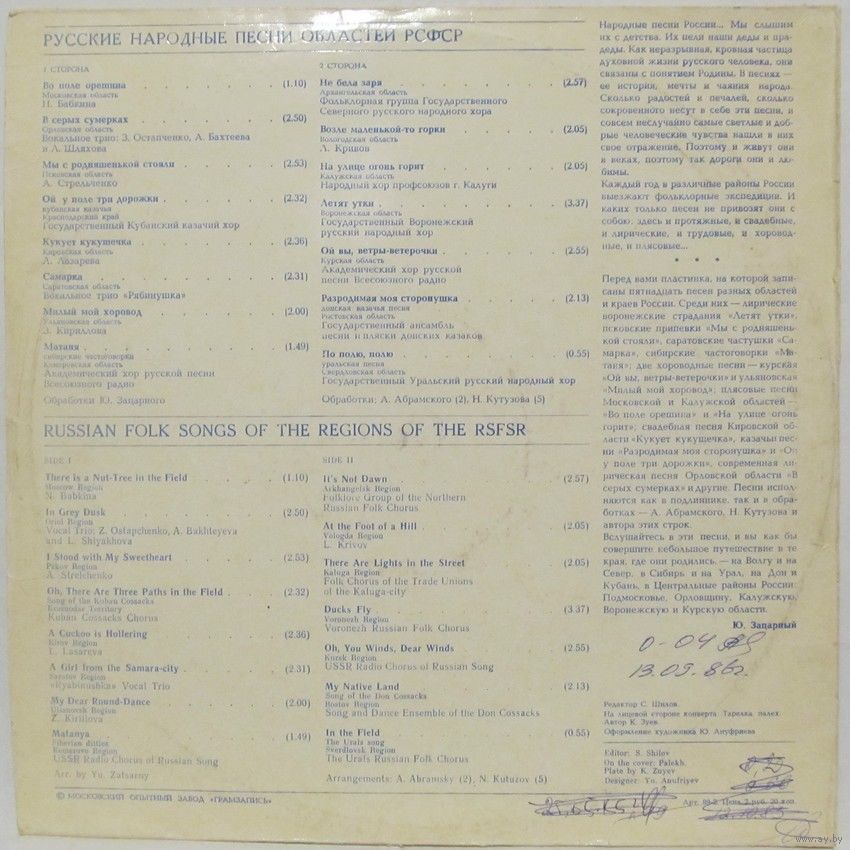 РУССКИЕ НАРОДНЫЕ ПЕСНИ ОБЛАСТЕЙ РСФСР
1 СТОРОНА
Во поле орешина (1.10)
Московская область
Н. Бабкина
В серых сумерках (2.50)
Орловская область
Вокальное трио: З. Остапченко, А. Бахтеева
и Л. Шляхова
Мы с родняшенькой стояли (2.53)
Псковская область
А. Стрельченко
Ой у поле три дорожки (2.32)
кубанская казачья
Краснодарский край
Государственный Кубанский казачий хор
Кукует кукушечка (2.36)
Кировская область
Л. Лазарева
Самарка (2.31)
Саратовская область
Вокальное трио «Рябинушка»
Милый мой хоровод (2.00)
Ульяновская область
З. Кириллова
Матаня (1.49)
сибирские частоговорки
Кемеровская область
Академический хор русской песни
Всесоюзного радио
Обработки Ю. Зацарного
2 СТОРОНА
Не бела заря (2.57)
Архангельская область
Фольклорная группа Государственного
Северного русского народного хора
Возле маленькой-то горки (2.05)
Вологодская область
Л. Кривов
На улице огонь горит (2.05)
Калужская область
Народный хор профсоюзов г. Калуги
Летят утки (3.37)
Воронежская область
Государственный Воронежский
русский народный хор
Ой вы, ветры-ветерочки (2.55)
Курская область
Академический хор русской
песни Всесоюзного радио
Разродимая моя сторонушка (2.13)
донская казачья песня
Ростовская область
Государственный ансамбль
песни и пляски донских казаков
По полю, полю (0.55)
уральская песня
Свердловская область
Государственный Уральский русский народный хор
Обработки: А. Абрамского (2), Н. Кутузова (5)
Народные песни России... Мы слышим
их с детства. Их пели наши деды и пра-
деды. Как неразрывная, кровная частица
духовной жизни русского человека, они
связаны с понятием Родины. В песнях —
ее история, мечты и чаяния народа.
Сколько радостей и печалей, сколько
сокровенного несут в себе эти песни, и
совсем неслучайно самые светлые и доб-
рые человеческие чувства нашли в них
свое отражение. Поэтому и живут они
в веках, поэтому так дороги они и лю-
бимы.
Каждый год в различные районы России
выезжают фольклорные экспедиции. И
каких только песен не привозят они с
собою: здесь и протяжные, и свадебные,
и лирические, и трудовые, и хоровод-
ные, и плясовые...
* * *
Перед вами пластинка, на которой запи-
саны пятнадцать песен разных областей
и краев России. Среди них — лирические
воронежские страдания «Летят утки»,
псковские припевки «Мы с родняшень-
кой стояли», саратовские частушки «Са-
марка», сибирские частоговорки «Ма-
таня»; две хороводные песни — курская
«Ой вы, ветры-ветерочки» и ульяновская
«Милый мой хоровод»; плясовые песни
Московской и Калужской областей —
«Во поле орешина» и «На улице огонь
горит»; свадебная песня Кировской об-
ласти «Кукует кукушечка», казачьи пес-
ни «Разродимая моя сторонушка» и «Ой
у поле три дорожки», современная ли-
рическая песня Орловской области «В
серых сумерках» и другие. Песни испол-
няются как в подлиннике, так и в обра-
ботках — А. Абрамского, Н. Кутузова и
автора этих строк.
Вслушайтесь в эти песни, и вы как бы
совершите небольшое путешествие в те
края, где они родились, — на Волгу и на
Север, в Сибирь и на Урал, на Дон и
Кубань, в Центральные районы России:
Подмосковье, Орловщину, Калужскую,
Воронежскую и Курскую области.
Ю. Зацарный
13.05.86г.
Редактор С. Шилов
На лицевой стороне конверта: Тарелка. палех.
Автор К. Зуев.
Оформление художника Ю. Ануфриева
Editor: S. Shilov
On the cover: Palekh.
Plate by K. Zuyev
Designer: Yu. Anufriyev
RUSSIAN FOLK SONGS OF THE REGIONS OF THE RSFSR
SIDE I
There is a Nut-Tree in the Field (1.10)
Moscow Region
N. Babkina
In Grey Dusk (2.50)
Oriol Region
Vocal Trio: Z. Ostapchenko, A. Bakhteyeva
and L. Shlyakhova
I Stood with My Sweetheart (2.53)
Pskov Region
A. Strelchenko
Oh, There Are Three Paths in the Field (2.32)
Song of the Kuban Cossacks
Krasnodar Territory
Kuban Cossacks Chorus
A Cuckoo is Hollering (2.36)
Kirov Region
L. Lasareva
A Girl from the Samara-city (2.31)
Saratov Region
«Ryabinushka» Vocal Trio
My Dear Round-Dance (2.00)
Ulianovsk Region
Z. Kirillova
Matanya (1.49)
Siberian ditties
Kemerovo Region
USSR Radio Chorus of Russian Song
Arr. by Yu. Zatsarny
SIDE II
It's Not Dawn (2.57)
Arkhangelsk Region
Folklore Group of the Northern
Russian Folk Chorus
At the Foot of a Hill (2.05)
Vologda Region
L. Krivov
There Are Lights in the Street (2.05)
Kaluga Region
Folk Chorus of the Trade Unions
of the Kaluga-city
Ducks Fly (3.37)
Voronezh Region
Voronezh Russian Folk Chorus
Oh, You Winds, Dear Winds (2.55)
Kursk Region
USSR Radio Chorus of Russian Song
My Native Land (2.13)
Song of the Don Cossacks
Rostov Region
Song and Dance Ensemble of the Don Cossacks
In the Field (0.55)
The Urals song
Sverdlovsk Region
The Urals Russian Folk Chorus
Arrangements: A. Abramsky (2), N. Kutuzov (5)
© МОСКОВСКИЙ ОПЫТНЫЙ ЗАВОД «ГРАМЗАПИСЬ»
Арт. Цена 2 руб. 20 коп.
www.ay.by